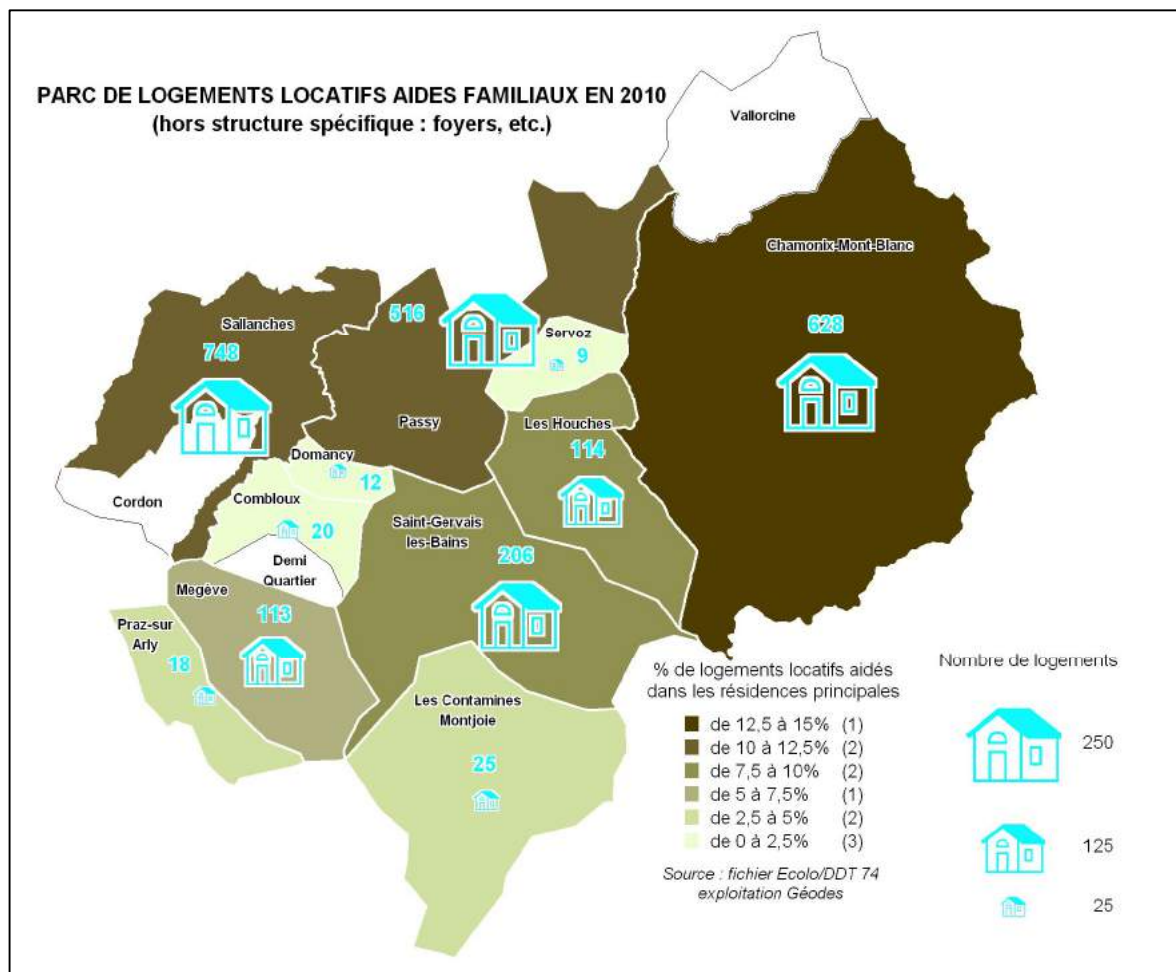 PARC DE LOGEMENTS LOCATIFS AIDES FAMILIAUX EN 2010
(hors structure spécifique : foyers, etc.)
Vallorcine
Chamonix-Mont-Blanc
628
Sallanches
748
516
Passy
Servoz
9
Les Houches
114
Domancy
12
Cordon
Combloux
20
Demi
Quartier
Saint-Gervais
les-Bains
206
Megève
113
Praz-sur
Arly
18
Les Contamines
Montjoie
25
% de logements locatifs aidés
dans les résidences principales
de 12,5 à 15% (1)
de 10 à 12,5% (2)
de 7,5 à 10% (2)
de 5 à 7,5% (1)
de 2,5 à 5% (2)
de 0 à 2,5% (3)
Source : fichier Ecolo/DDT 74
exploitation Géodes
Nombre de logements
250
125
25